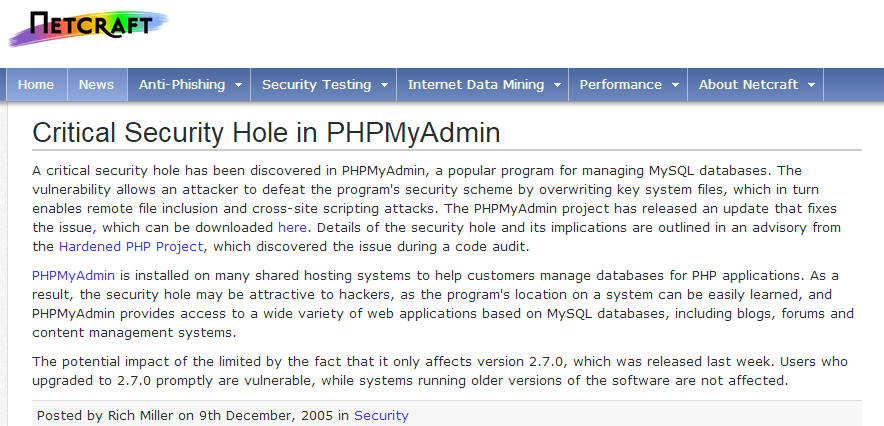 NETCRAFT
Home News Anti-Phishing Security Testing Internet Data Mining Performance About Netcraft
Critical Security Hole in PHPMyAdmin
A critical security hole has been discovered in PHPMyAdmin, a popular program for managing MySQL databases. The
vulnerability allows an attacker to defeat the program's security scheme by overwriting key system files, which in turn
enables remote file inclusion and cross-site scripting attacks. The PHPMyAdmin project has released an update that fixes
the issue, which can be downloaded here. Details of the security hole and its implications are outlined in an advisory from
the Hardened PHP Project, which discovered the issue during a code audit.
PHPMyAdmin is installed on many shared hosting systems to help customers manage databases for PHP applications. As a
result, the security hole may be attractive to hackers, as the program's location on a system can be easily learned, and
PHPMyAdmin provides access to a wide variety of web applications based on MySQL databases, including blogs, forums and
content management systems.
The potential impact of the limited by the fact that it only affects version 2.7.0, which was released last week. Users who
upgraded to 2.7.0 promptly are vulnerable, while systems running older versions of the software are not affected.
Posted by Rich Miller on 9th December, 2005 in Security